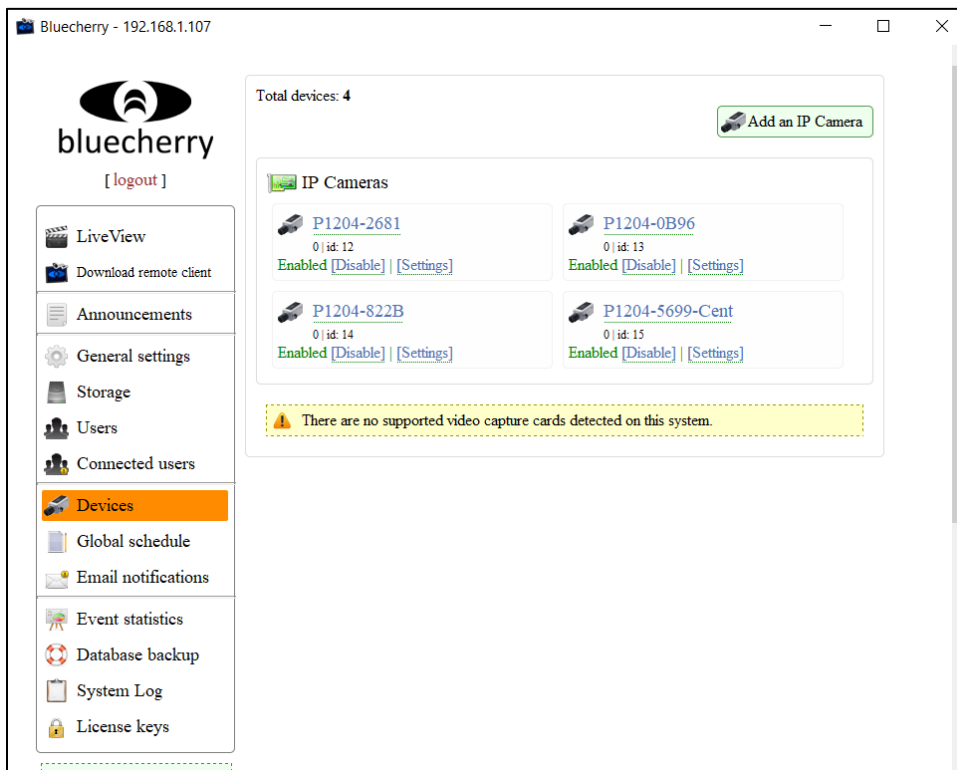 Bluecherry - 192.168.1.107
bluecherry
[ logout ]
LiveView
Download remote client
Announcements
General settings
Storage
Users
Connected users
Devices
Global schedule
Email notifications
Event statistics
Database backup
System Log
License keys
Total devices: 4
Add an IP Camera
IP Cameras
P1204-2681
0 | id: 12
Enabled [Disable] | [Settings]
P1204-0B96
0 | id: 13
Enabled [Disable] | [Settings]
P1204-822B
0 | id: 14
Enabled [Disable] | [Settings]
P1204-5699-Cent
0 | id: 15
Enabled [Disable] | [Settings]
There are no supported video capture cards detected on this system.